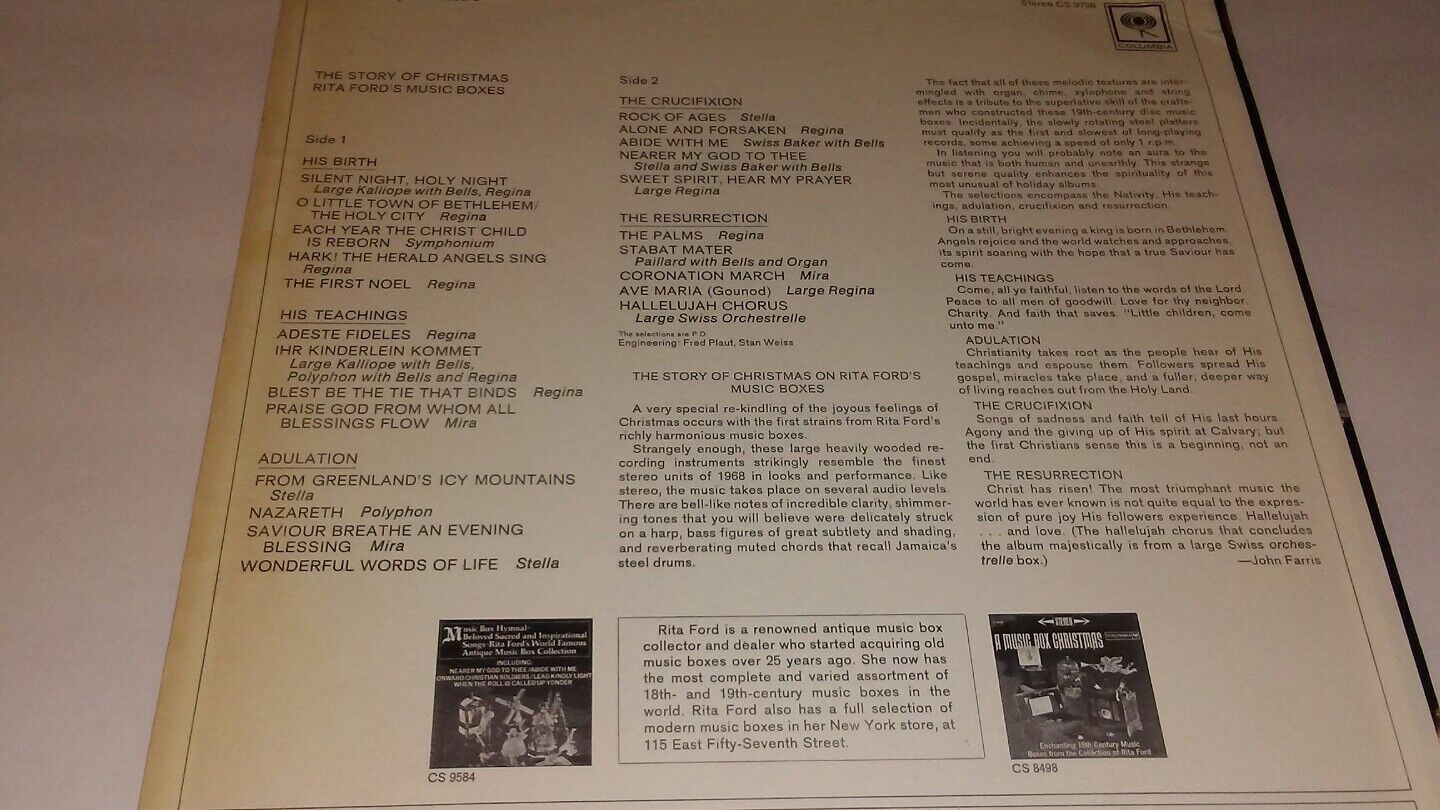 Stereo CS 9726
COLUMBIA
THE STORY OF CHRISTMAS
RITA FORD'S MUSIC BOXES
Side 1
HIS BIRTH
SILENT NIGHT, HOLY NIGHT
Large Kalliope with Bells, Regina
O LITTLE TOWN OF BETHLEHEM/
THE HOLY CITY Regina
EACH YEAR THE CHRIST CHILD
IS REBORN Symphonium
HARK! THE HERALD ANGELS SING
Regina
THE FIRST NOEL Regina
HIS TEACHINGS
ADESTE FIDELES Regina
IHR KINDERLEIN KOMMET
Large Kalliope with Bells,
Polyphon with Bells and Regina
BLEST BE THE TIE THAT BINDS Regina
PRAISE GOD FROM WHOM ALL
BLESSINGS FLOW Mira
ADULATION
FROM GREENLAND'S ICY MOUNTAINS
Stella
NAZARETH Polyphon
SAVIOUR BREATHE AN EVENING
BLESSING Mira
WONDERFUL WORDS OF LIFE Stella
Side 2
THE CRUCIFIXION
ROCK OF AGES Stella
ALONE AND FORSAKEN Regina
ABIDE WITH ME Swiss Baker with Bells
NEARER MY GOD TO THEE
Stella and Swiss Baker with Bells
SWEET SPIRIT, HEAR MY PRAYER
Large Regina
THE RESURRECTION
THE PALMS Regina
STABAT MATER
Paillard with Bells and Organ
CORONATION MARCH Mira
AVE MARIA (Gounod) Large Regina
HALLELUJAH CHORUS
Large Swiss Orchestrelle
The selections are P.D.
Engineering: Fred Plaut, Stan Weiss
THE STORY OF CHRISTMAS ON RITA FORD'S
MUSIC BOXES
A very special re-kindling of the joyous feelings of
Christmas occurs with the first strains from Rita Ford's
richly harmonious music boxes.
Strangely enough, these large heavily wooded re-
cording instruments strikingly resemble the finest
stereo units of 1968 in looks and performance. Like
stereo, the music takes place on several audio levels.
There are bell-like notes of incredible clarity, shimmer-
ing tones that you will believe were delicately struck
on a harp, bass figures of great subtlety and shading,
and reverberating muted chords that recall Jamaica's
steel drums.
The fact that all of these melodic textures are inter-
mingled with organ, chime, xylophone and string
effects is a tribute to the superlative skill of the crafts-
men who constructed these 19th-century disc music
boxes. Incidentally, the slowly rotating steel platters
must qualify as the first and slowest of long-playing
records, some achieving a speed of only 1 r.p.m.
In listening you will probably note an aura to the
music that is both human and unearthly. This strange
but serene quality enhances the spirituality of this
most unusual of holiday albums.
The selections encompass the Nativity, His teach-
ings, adulation, crucifixion and resurrection.
HIS BIRTH
On a still, bright evening a king is born in Bethlehem.
Angels rejoice and the world watches and approaches,
its spirit soaring with the hope that a true Saviour has
come.
HIS TEACHINGS
Come, all ye faithful, listen to the words of the Lord.
Peace to all men of goodwill. Love for thy neighbor.
Charity. And faith that saves. "Little children, come
unto me."
ADULATION
Christianity takes root as the people hear of His
teachings and espouse them. Followers spread His
gospel, miracles take place, and a fuller, deeper way
of living reaches out from the Holy Land.
THE CRUCIFIXION
Songs of sadness and faith tell of His last hours.
Agony and the giving up of His spirit at Calvary; but
the first Christians sense this is a beginning, not an
end.
THE RESURRECTION
Christ has risen! The most triumphant music the
world has ever known is not quite equal to the expres-
sion of pure joy His followers experience. Hallelujah
. . . and love. (The hallelujah chorus that concludes
the album majestically is from a large Swiss orches-
trelle box.)
—John Farris
Music Box Hymnal–
Beloved Sacred and Inspirational
Songs–Rita Ford's World Famous
Antique Music Box Collection
INCLUDING:
NEARER MY GOD TO THEE/ABIDE WITH ME
ONWARD CHRISTIAN SOLDIERS/LEAD KINDLY LIGHT
WHEN THE ROLL IS CALLED UP YONDER
CS 9584
Rita Ford is a renowned antique music box
collector and dealer who started acquiring old
music boxes over 25 years ago. She now has
the most complete and varied assortment of
18th- and 19th-century music boxes in the
world. Rita Ford also has a full selection of
modern music boxes in her New York store, at
115 East Fifty-Seventh Street.
STEREO
A MUSIC BOX CHRISTMAS
Enchanting 19th Century Music
Boxes from the Collection of Rita Ford
CS 8498